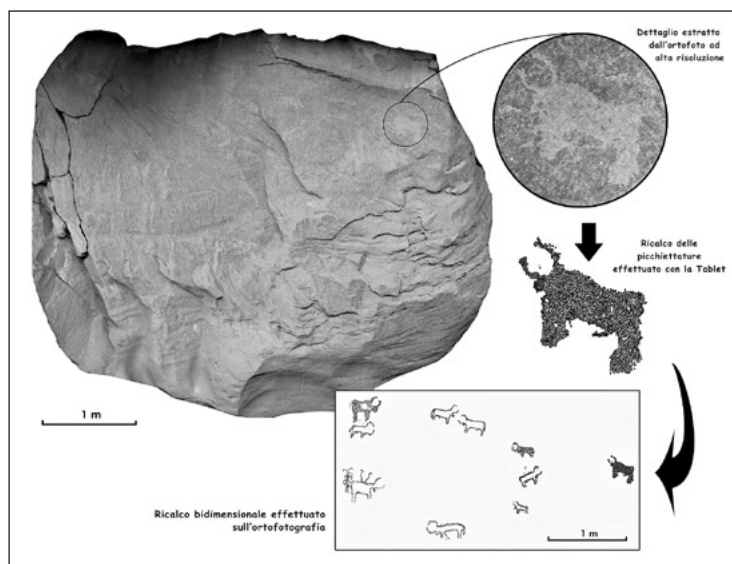 Dettaglio estratto
dall'ortofoto ad
alta risoluzione
Ricalco delle
picchiettature
effettuato con la Tablet
1 m
Ricalco bidimensionale effettuato
sull'ortofotografia
1 m